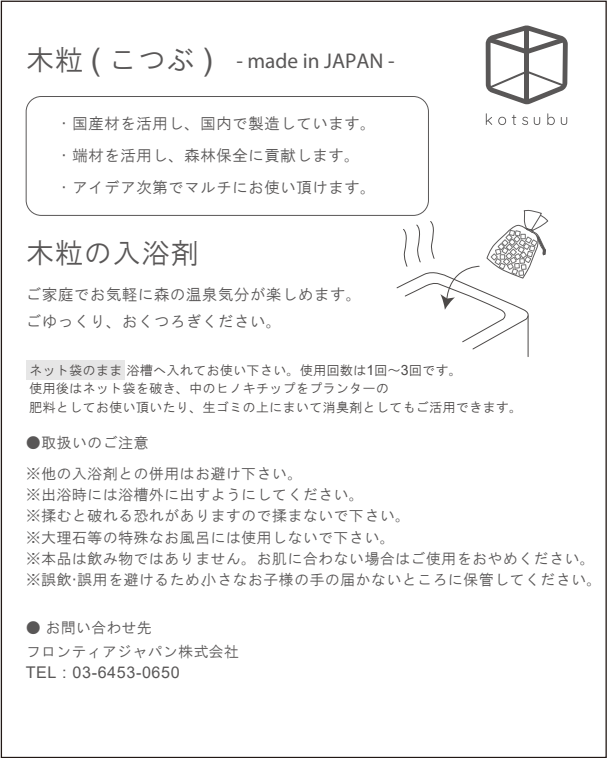 木粒 ( こつぶ ) - made in JAPAN -
kotsubu
・国産材を活用し、国内で製造しています。
・端材を活用し、森林保全に貢献します。
・アイデア次第でマルチにお使い頂けます。
木粒の入浴剤
ご家庭でお気軽に森の温泉気分が楽しめます。
ごゆっくり、おくつろぎください。
ネット袋のまま 浴槽へ入れてお使い下さい。使用回数は1回〜3回です。
使用後はネット袋を破き、中のヒノキチップをプランターの
肥料としてお使い頂いたり、生ゴミの上にまいて消臭剤としてもご活用できます。
●取扱いのご注意
※他の入浴剤との併用はお避け下さい。
※出浴時には浴槽外に出すようにしてください。
※揉むと破れる恐れがありますので揉まないで下さい。
※大理石等の特殊なお風呂には使用しないで下さい。
※本品は飲み物ではありません。お肌に合わない場合はご使用をおやめください。
※誤飲・誤用を避けるため小さなお子様の手の届かないところに保管してください。
● お問い合わせ先
フロンティアジャパン株式会社
TEL : 03-6453-0650